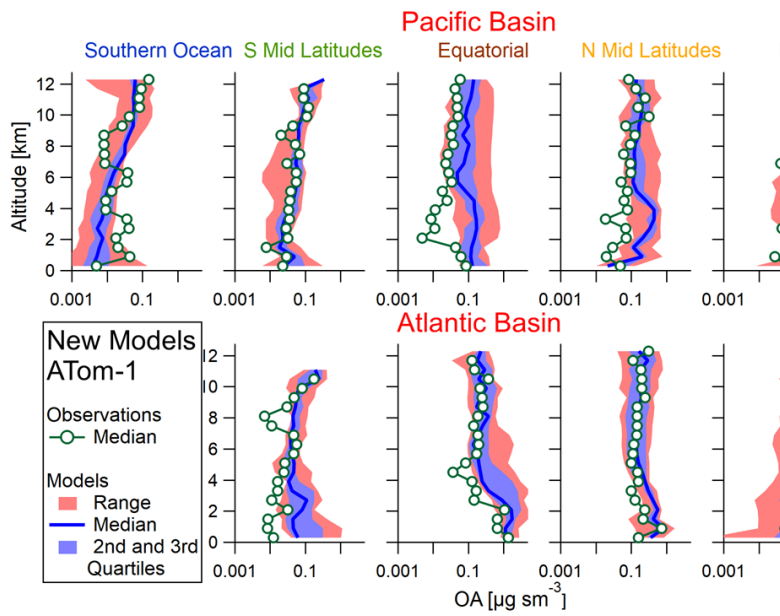 Pacific Basin
Southern Ocean S Mid Latitudes Equatorial N Mid Latitudes
Altitude [km]
12
10
8
6
4
2
0
0.001 0.1 0.001 0.1 0.001 0.1 0.001 0.1 0.001
Atlantic Basin
New Models
ATom-1
Observations
Median
Models
Range
Median
2nd and 3rd
Quartiles
12
10
8
6
4
2
0
0.001 0.1 0.001 0.1 0.001 0.1 0.001
OA [µg sm⁻³]